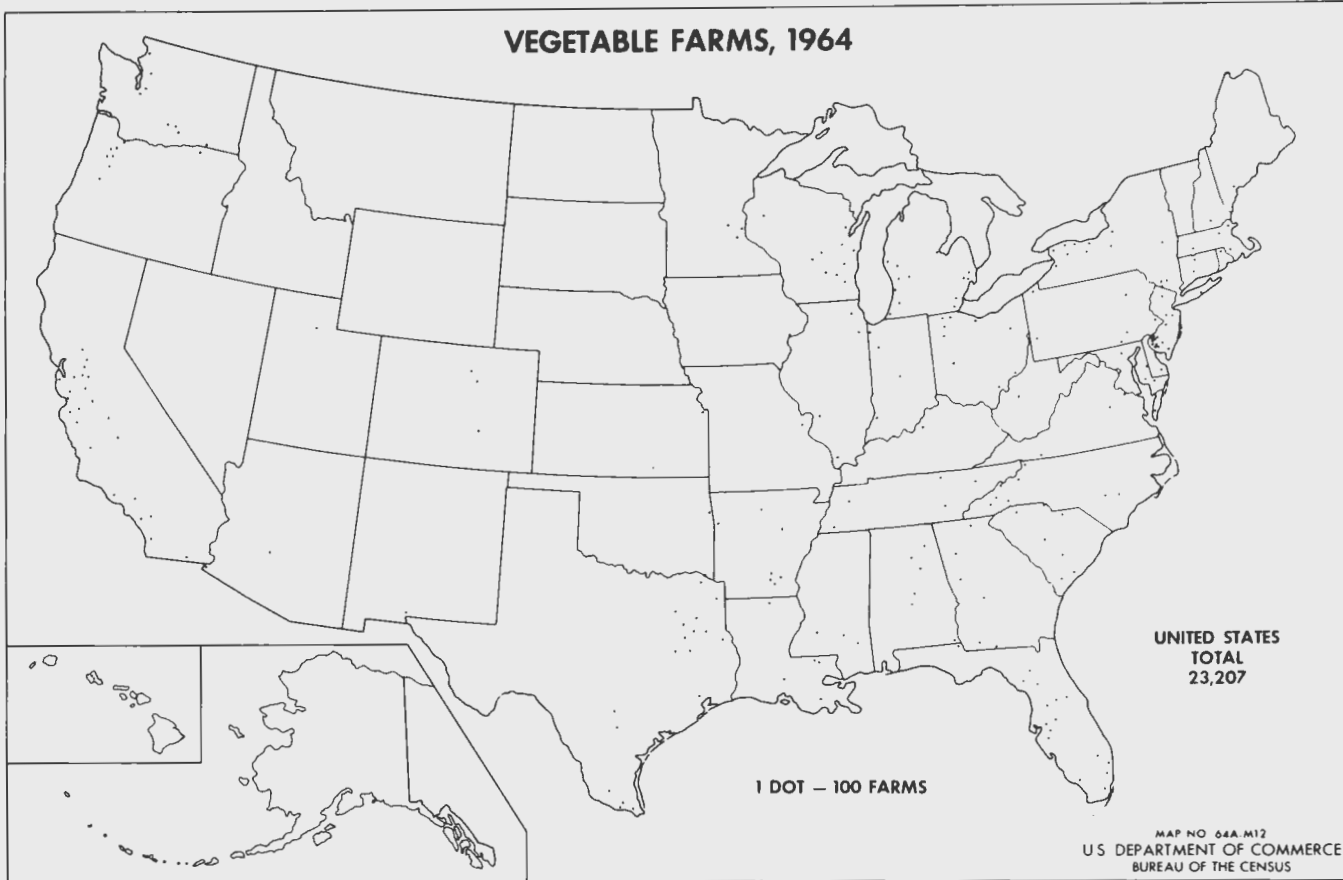 VEGETABLE FARMS, 1964
UNITED STATES
TOTAL
23,207
1 DOT — 100 FARMS
MAP NO 64A.M12
U S DEPARTMENT OF COMMERCE
BUREAU OF THE CENSUS